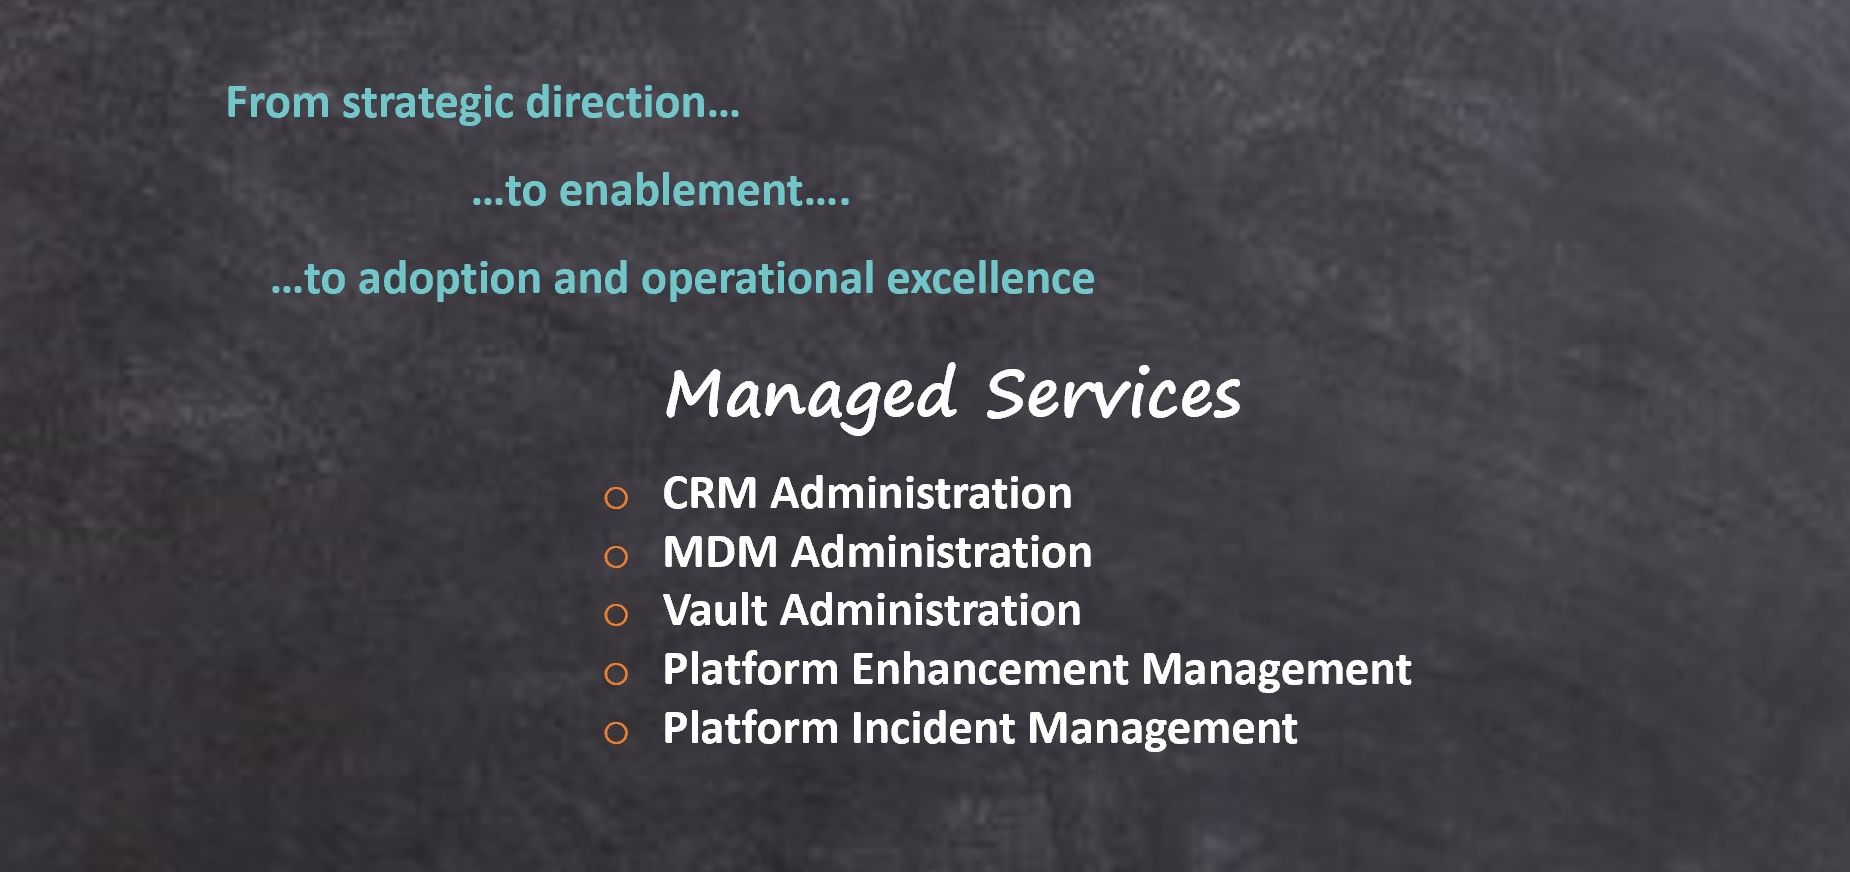 From strategic direction…
…to enablement….
…to adoption and operational excellence
Managed Services
o CRM Administration
o MDM Administration
o Vault Administration
o Platform Enhancement Management
o Platform Incident Management